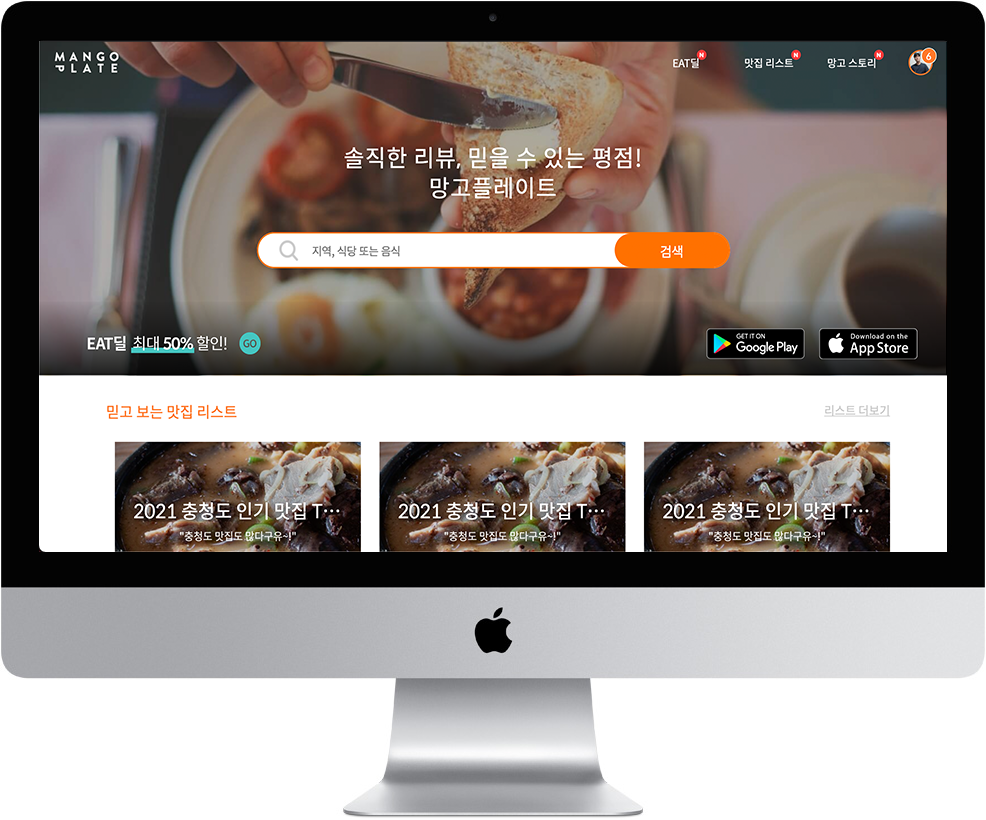 MANGO
PLATE
EAT딜 N
맛집 리스트 N
망고 스토리 N
6
솔직한 리뷰, 믿을 수 있는 평점!
망고플레이트
지역, 식당 또는 음식
검색
EAT딜 최대 50% 할인! GO
GET IT ON
Google Play
Download on the
App Store
믿고 보는 맛집 리스트
리스트 더보기
2021 충청도 인기 맛집 T…
"충청도 맛집도 많다구유~!"
2021 충청도 인기 맛집 T…
"충청도 맛집도 많다구유~!"
2021 충청도 인기 맛집 T…
"충청도 맛집도 많다구유~!"